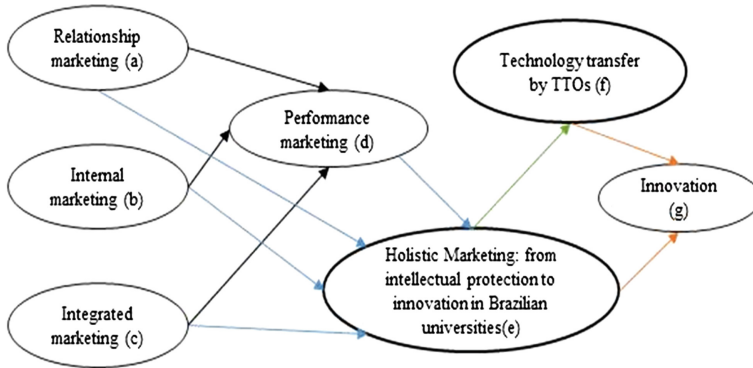 Relationship
marketing (a)
Technology transfer
by TTOs (f)
Performance
marketing (d)
Internal
marketing (b)
Innovation
(g)
Holistic Marketing: from
intellectual protection to
innovation in Brazilian
universities(e)
Integrated
marketing (c)